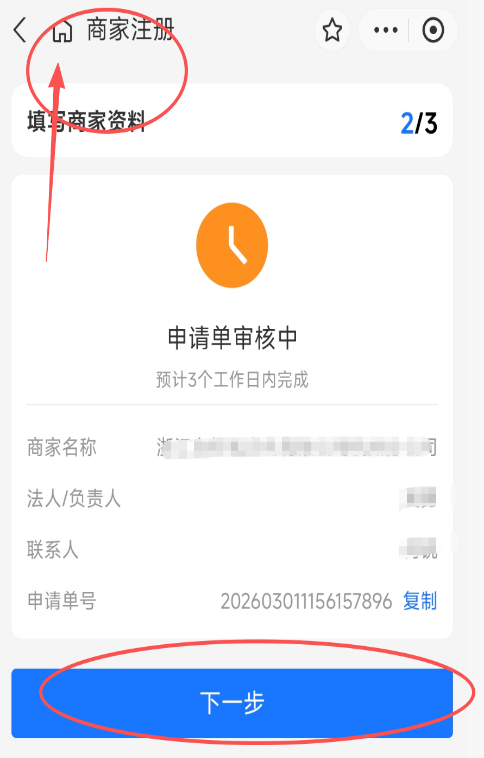 商家注册
填写商家资料 2/3
申请单审核中
预计3个工作日内完成
商家名称
法人/负责人
联系人
申请单号 202603011156157896 复制
下一步